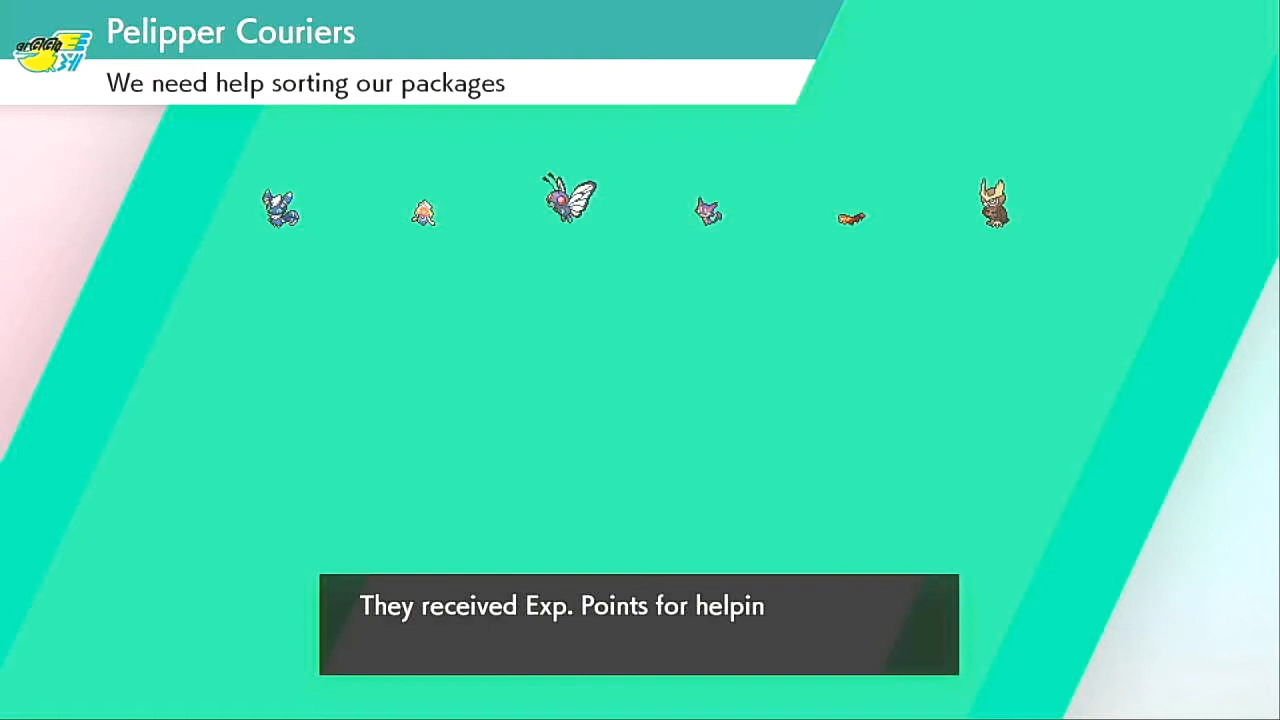 Pelipper Couriers
We need help sorting our packages
They received Exp. Points for helpin